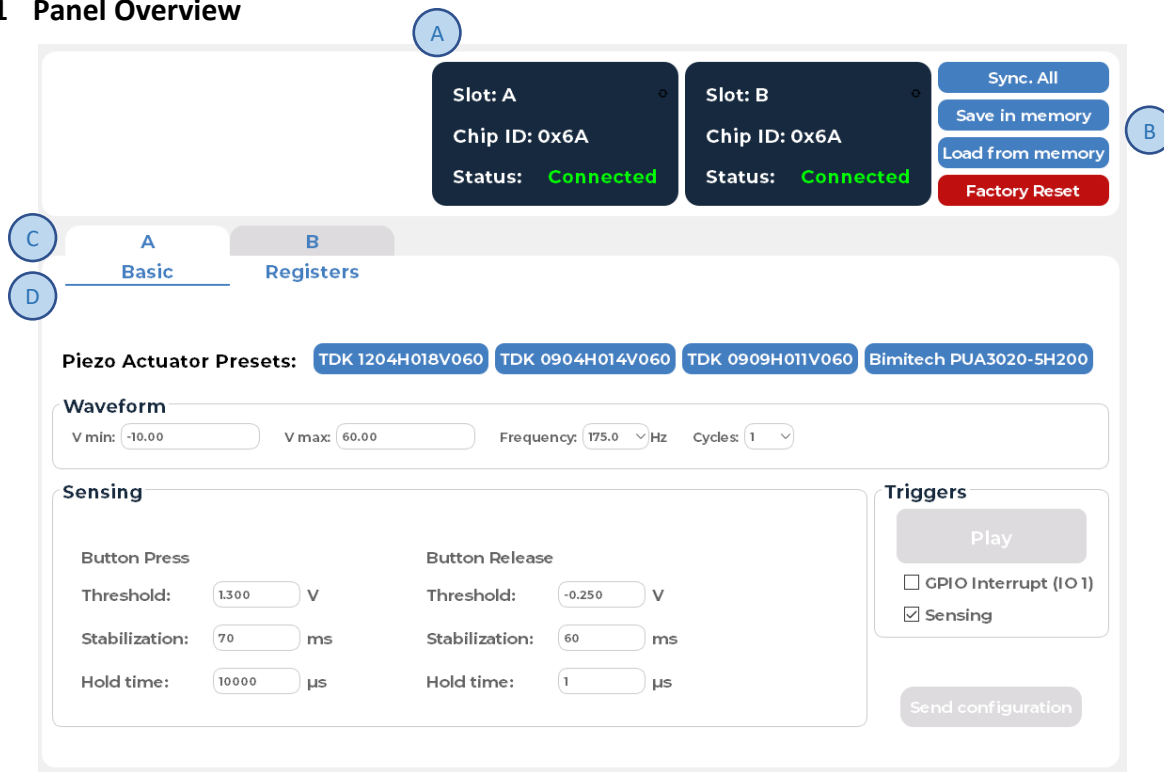 1 Panel Overview
A
Slot: A
Chip ID: 0x6A
Status: Connected
Slot: B
Chip ID: 0x6A
Status: Connected
Sync. All
Save in memory
Load from memory
Factory Reset
B
C
A B
Basic Registers
D
Piezo Actuator Presets: TDK 1204H018V060 TDK 0904H014V060 TDK 0909H011V060 Bimitech PUA3020-5H200
Waveform
V min: -10.00 V max: 60.00 Frequency: 175.0 Hz Cycles: 1
Sensing
Button Press
Threshold: 1.300 V
Stabilization: 70 ms
Hold time: 10000 µs
Button Release
Threshold: -0.250 V
Stabilization: 60 ms
Hold time: 1 µs
Triggers
Play
GPIO Interrupt (IO 1)
Sensing
Send configuration